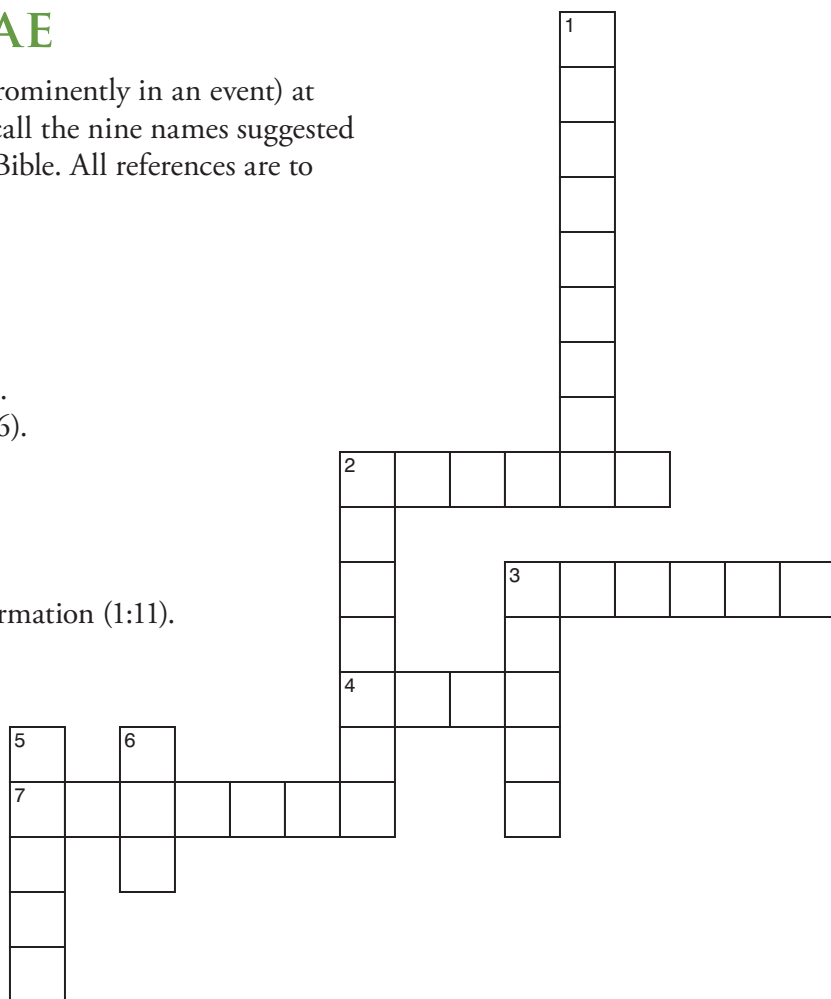 AE
rominently in an event) at
call the nine names suggested
Bible. All references are to
.
6).
rmation (1:11).
1
2
3
4
5 6
7